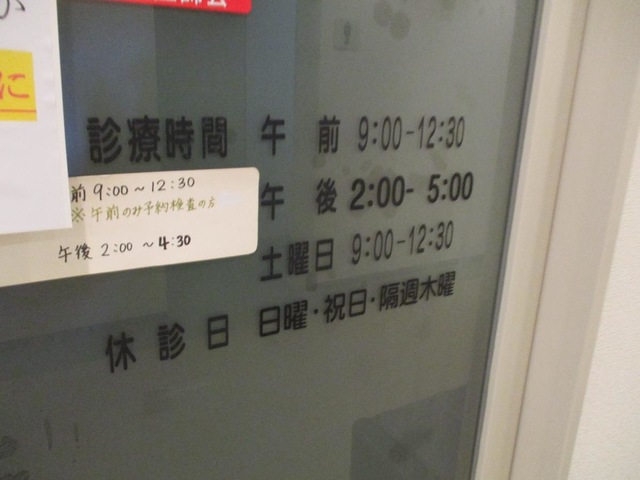 に
診療時間 午 前 9:00-12:30
午 後 2:00- 5:00
土曜日 9:00-12:30
休 診 日 日曜・祝日・隔週木曜
前 9:00 ~ 12:30
※午前のみ予約検査の方
午後 2:00 ~ 4:30